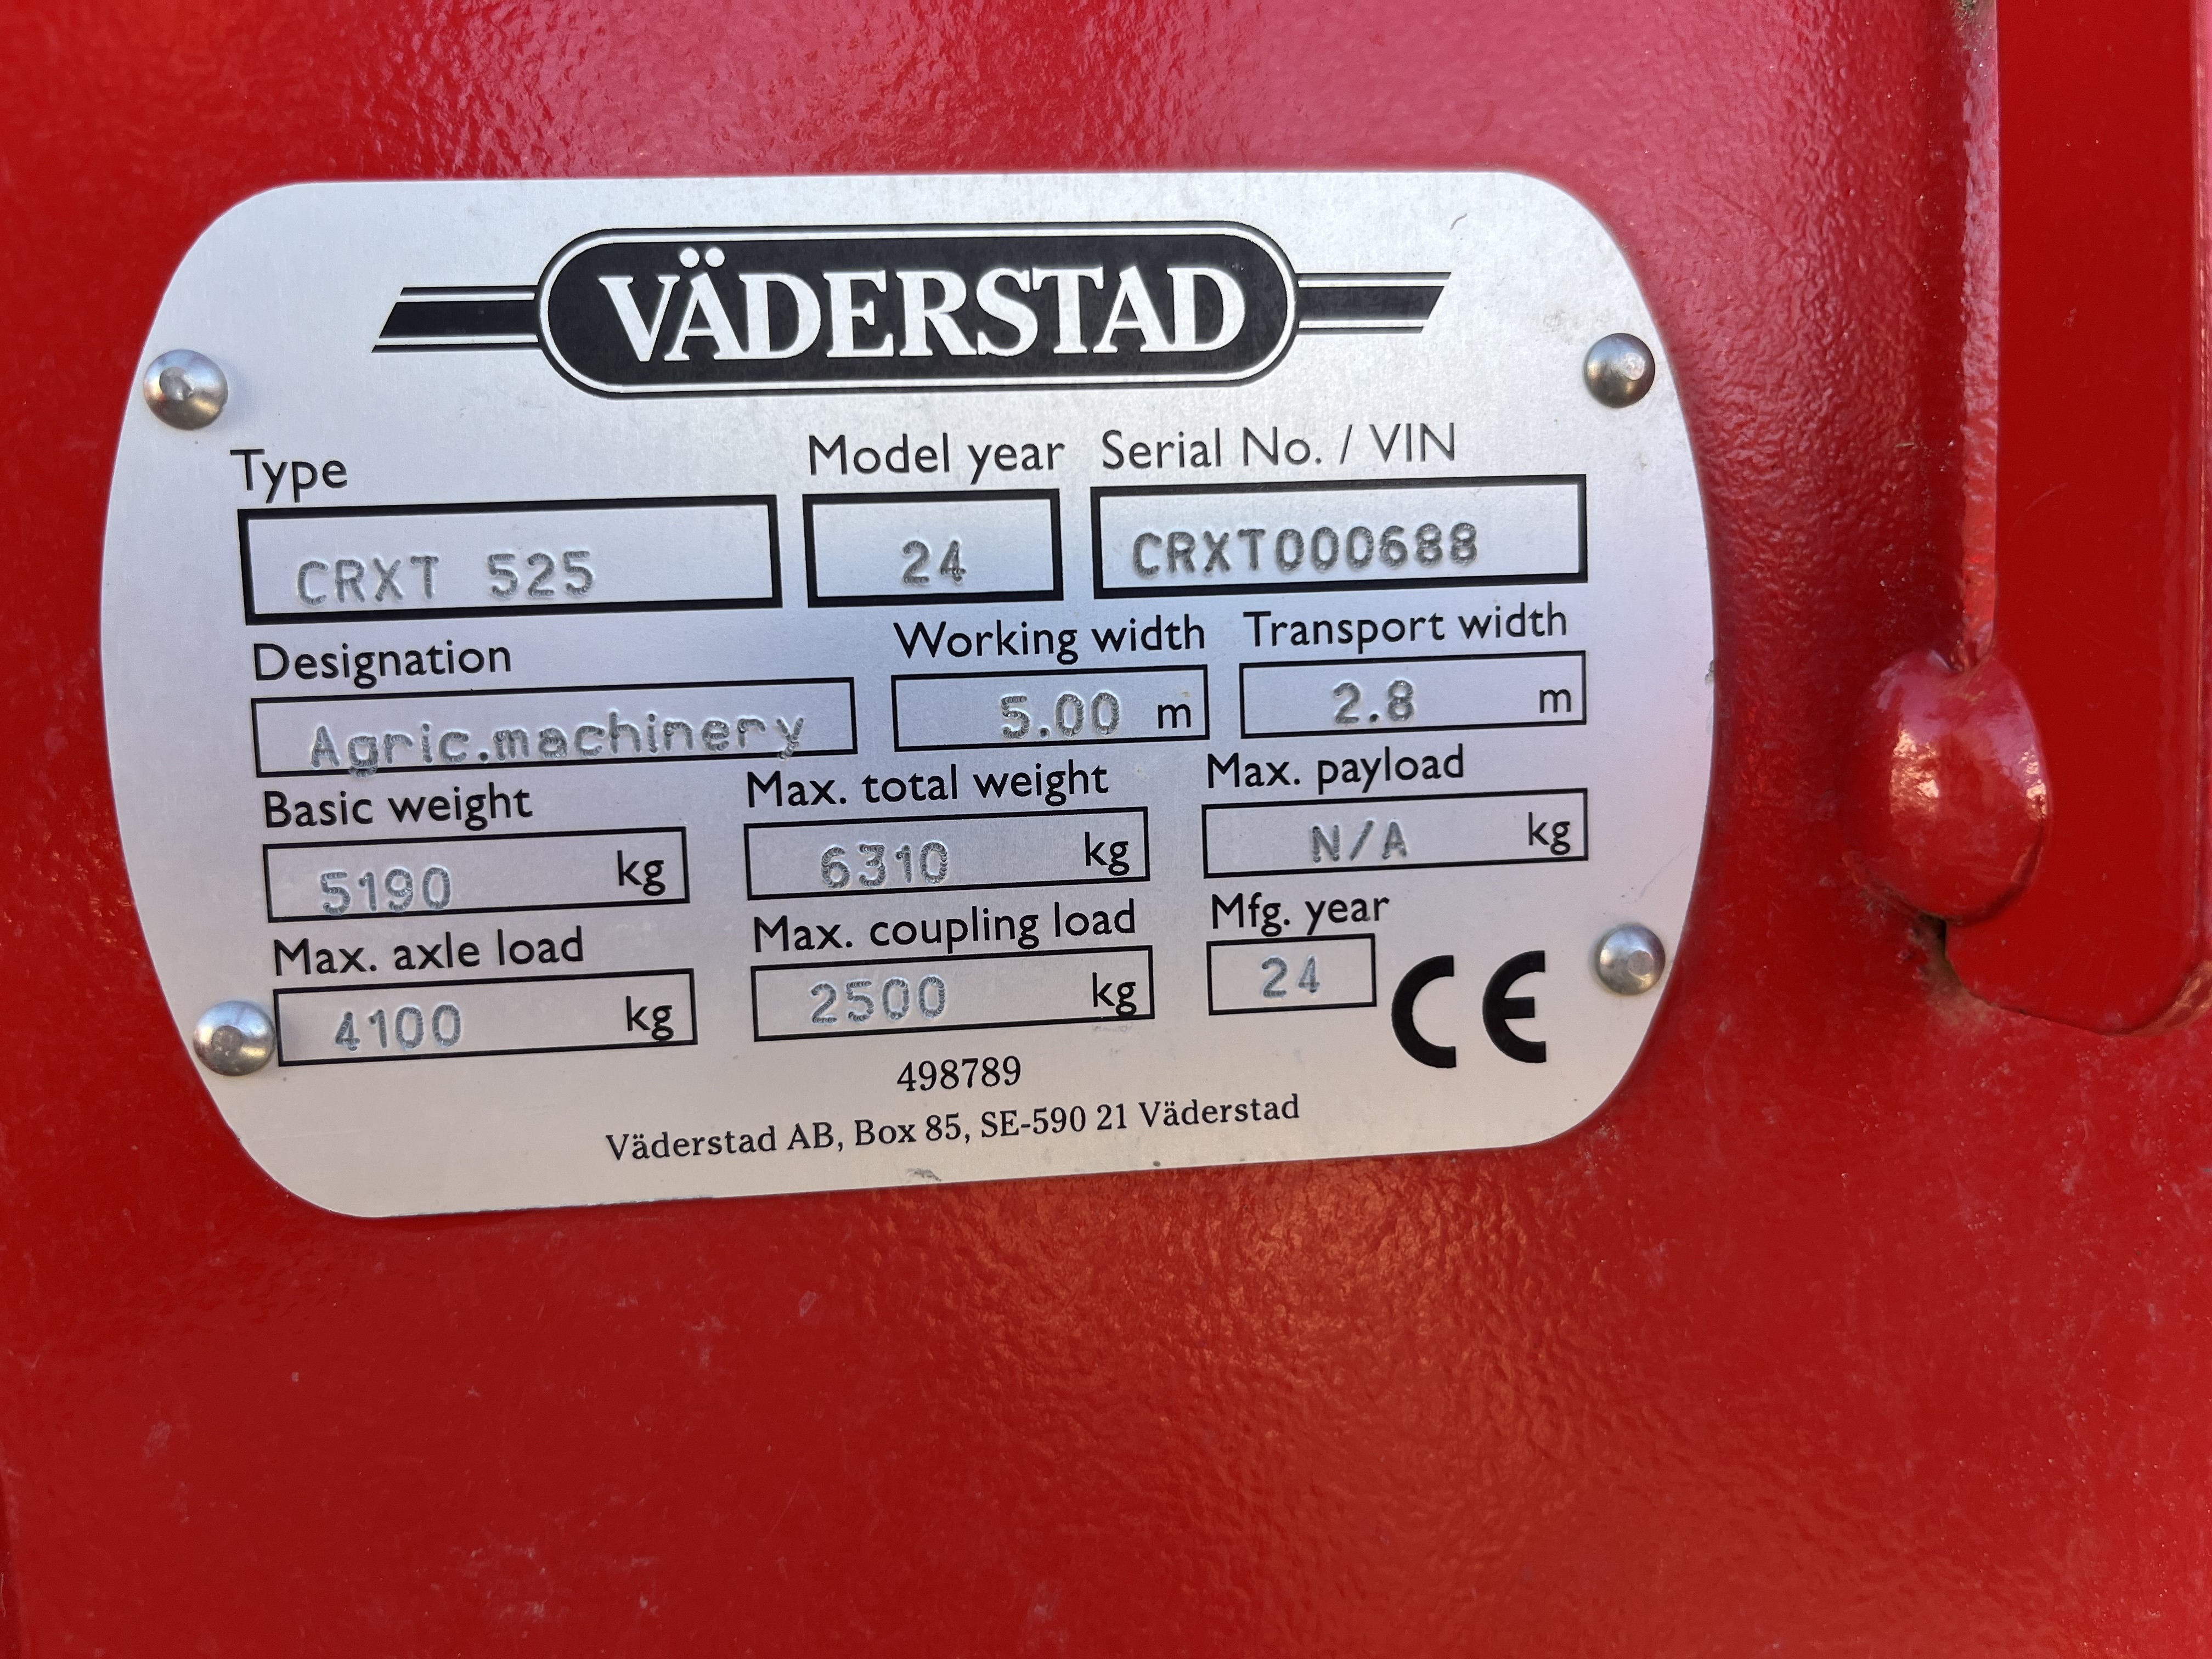 VÄDERSTAD
Type Model year Serial No. / VIN
CRXT 525 24 CRXT000688
Designation Working width Transport width
Agric.machinery 5.00 m 2.8 m
Basic weight Max. total weight Max. payload
5190 kg 6310 kg N/A kg
Max. axle load Max. coupling load Mfg. year
4100 kg 2500 kg 24 CE
498789
Väderstad AB, Box 85, SE-590 21 Väderstad